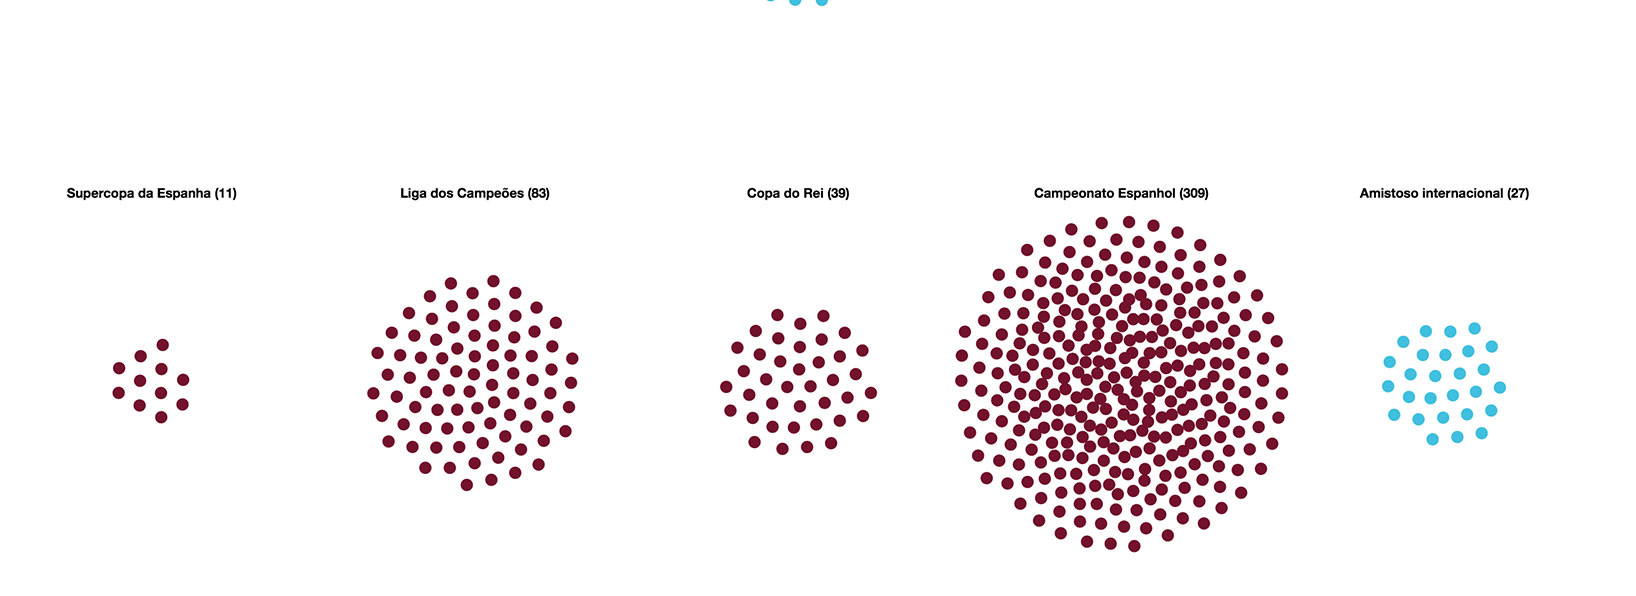 Supercopa da Espanha (11)
Liga dos Campeões (83)
Copa do Rei (39)
Campeonato Espanhol (309)
Amistoso internacional (27)